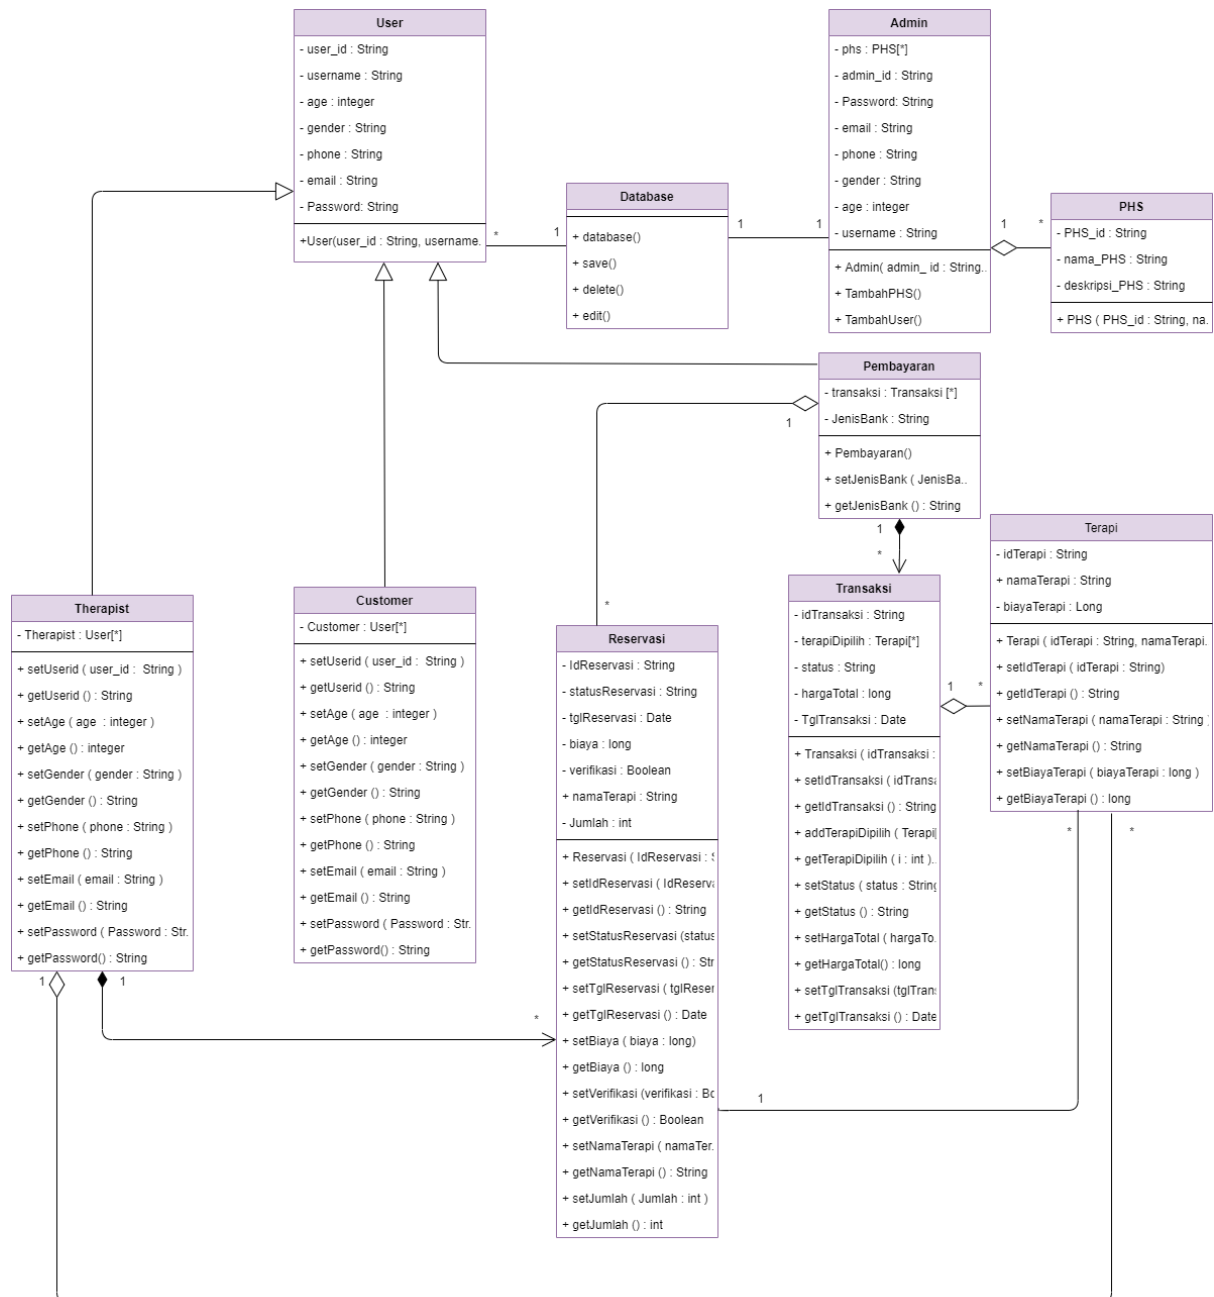 User
- user_id : String
- username : String
- age : integer
- gender : String
- phone : String
- email : String
- Password: String
+User(user_id : String, username.
*
1
Database
+ database()
+ save()
+ delete()
+ edit()
1
1
Admin
- phs : PHS[*]
- admin_id : String
- Password: String
- email : String
- phone : String
- gender : String
- age : integer
- username : String
+ Admin( admin_ id : String..
+ TambahPHS()
+ TambahUser()
1
*
PHS
- PHS_id : String
- nama_PHS : String
- deskripsi_PHS : String
+ PHS ( PHS_id : String, na.
Pembayaran
- transaksi : Transaksi [*]
- JenisBank : String
+ Pembayaran()
+ setJenisBank ( JenisBa..
+ getJenisBank () : String
1
*
1
*
Terapi
- idTerapi : String
+ namaTerapi : String
- biayaTerapi : Long
+ Terapi ( idTerapi : String, namaTerapi.
+ setIdTerapi ( idTerapi : String)
+ getIdTerapi () : String
+ setNamaTerapi ( namaTerapi : String )
+ getNamaTerapi () : String
+ setBiayaTerapi ( biayaTerapi : long )
+ getBiayaTerapi () : long
Transaksi
- idTransaksi : String
- terapiDipilih : Terapi[*]
- status : String
- hargaTotal : long
- TglTransaksi : Date
+ Transaksi ( idTransaksi :
+ setIdTransaksi ( idTransa
+ getIdTransaksi () : String
+ addTerapiDipilih ( Terapi[
+ getTerapiDipilih ( i : int )..
+ setStatus ( status : String
+ getStatus () : String
+ setHargaTotal ( hargaTo.
+ getHargaTotal() : long
+ setTglTransaksi (tglTrans
+ getTglTransaksi () : Date
1
*
Therapist
- Therapist : User[*]
+ setUserid ( user_id : String )
+ getUserid () : String
+ setAge ( age : integer )
+ getAge () : integer
+ setGender ( gender : String )
+ getGender () : String
+ setPhone ( phone : String )
+ getPhone () : String
+ setEmail ( email : String )
+ getEmail () : String
+ setPassword ( Password : Str.
+ getPassword() : String
1
1
*
Customer
- Customer : User[*]
+ setUserid ( user_id : String )
+ getUserid () : String
+ setAge ( age : integer )
+ getAge () : integer
+ setGender ( gender : String )
+ getGender () : String
+ setPhone ( phone : String )
+ getPhone () : String
+ setEmail ( email : String )
+ getEmail () : String
+ setPassword ( Password : Str.
+ getPassword() : String
Reservasi
- IdReservasi : String
- statusReservasi : String
- tglReservasi : Date
- biaya : long
- verifikasi : Boolean
+ namaTerapi : String
- Jumlah : int
+ Reservasi ( IdReservasi : S
+ setIdReservasi ( IdReserva
+ getIdReservasi () : String
+ setStatusReservasi (status
+ getStatusReservasi () : Str
+ setTglReservasi ( tglReser
+ getTglReservasi () : Date
+ setBiaya ( biaya : long)
+ getBiaya () : long
+ setVerifikasi (verifikasi : Bo
+ getVerifikasi () : Boolean
+ setNamaTerapi ( namaTer.
+ getNamaTerapi () : String
+ setJumlah ( Jumlah : int )
+ getJumlah () : int
1
*
*